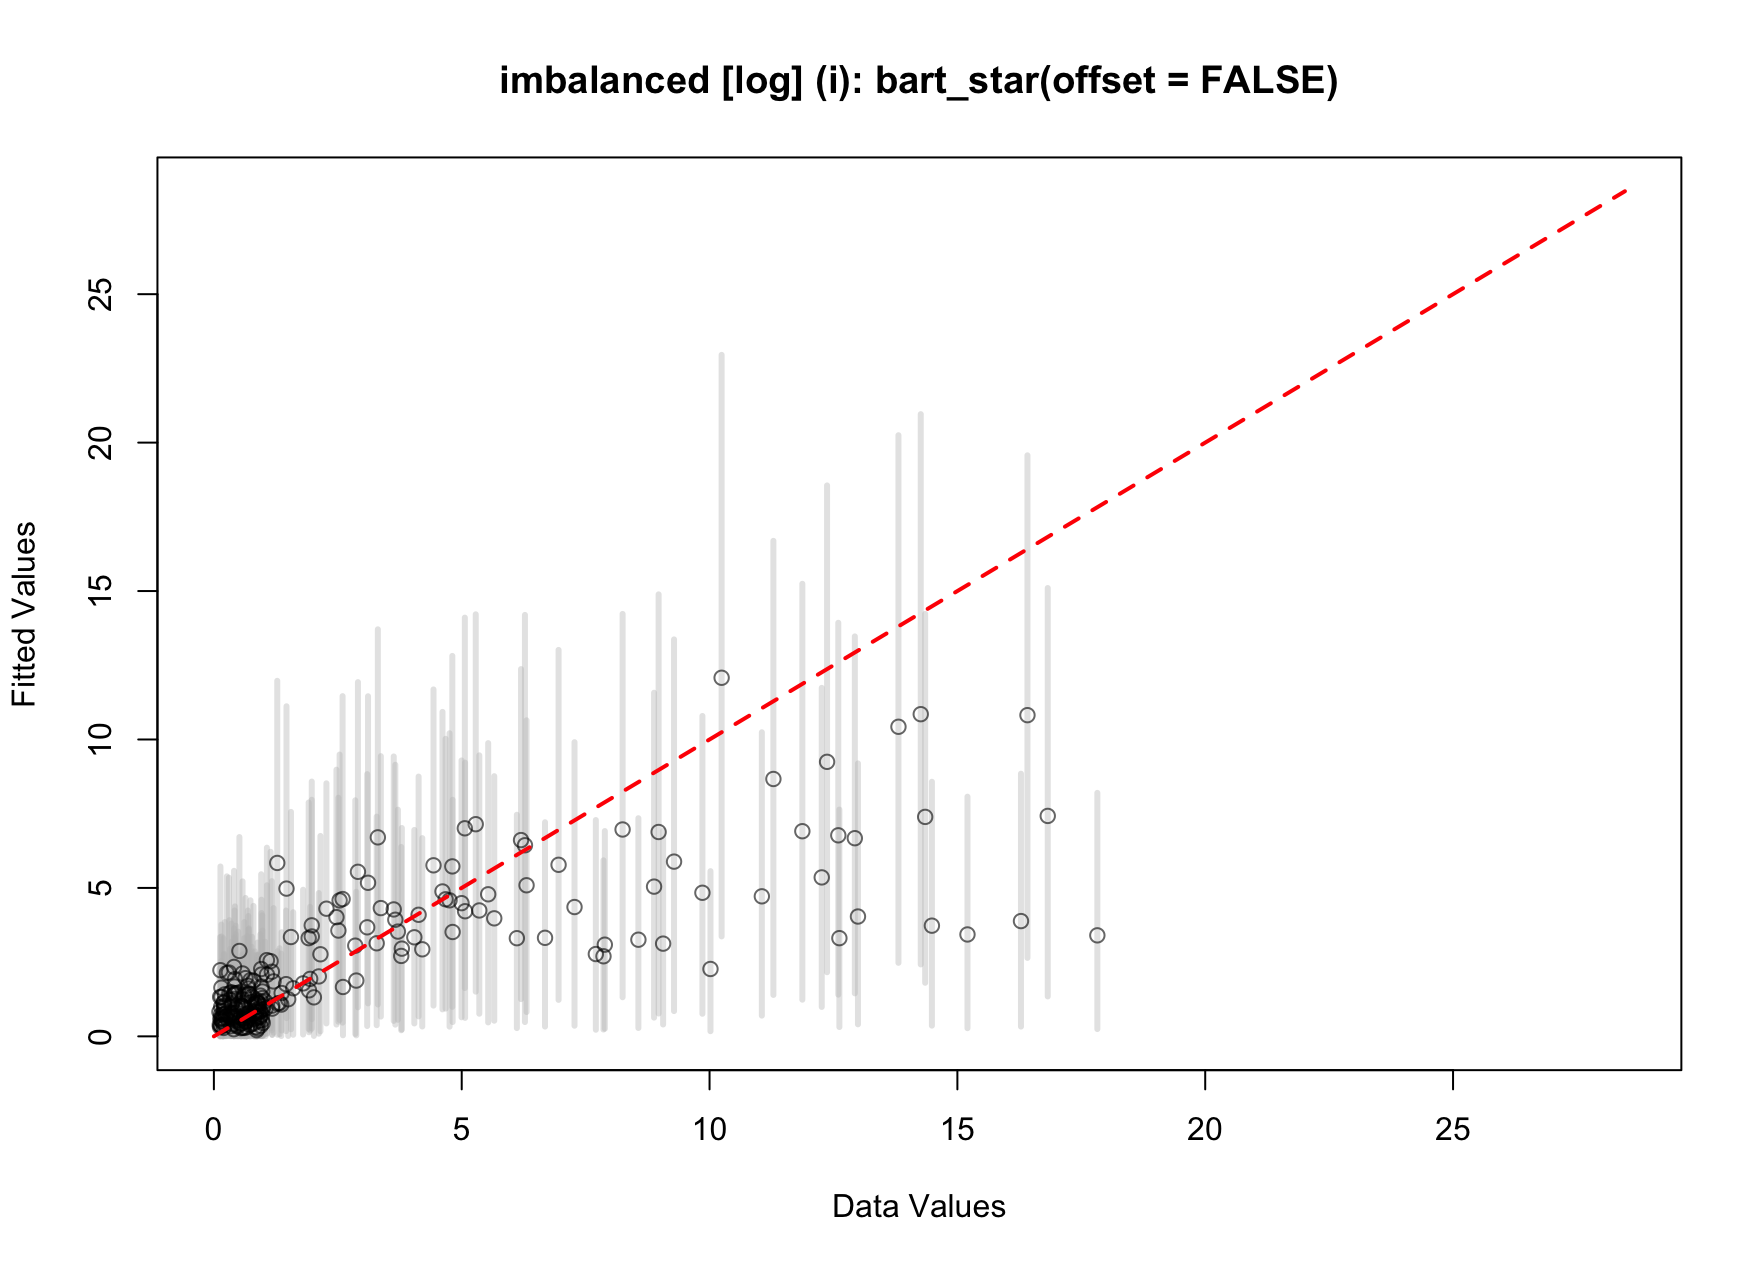 imbalanced [log] (i): bart_star(offset = FALSE)
25
20
15
10
5
0
Fitted Values
0 5 10 15 20 25
Data Values